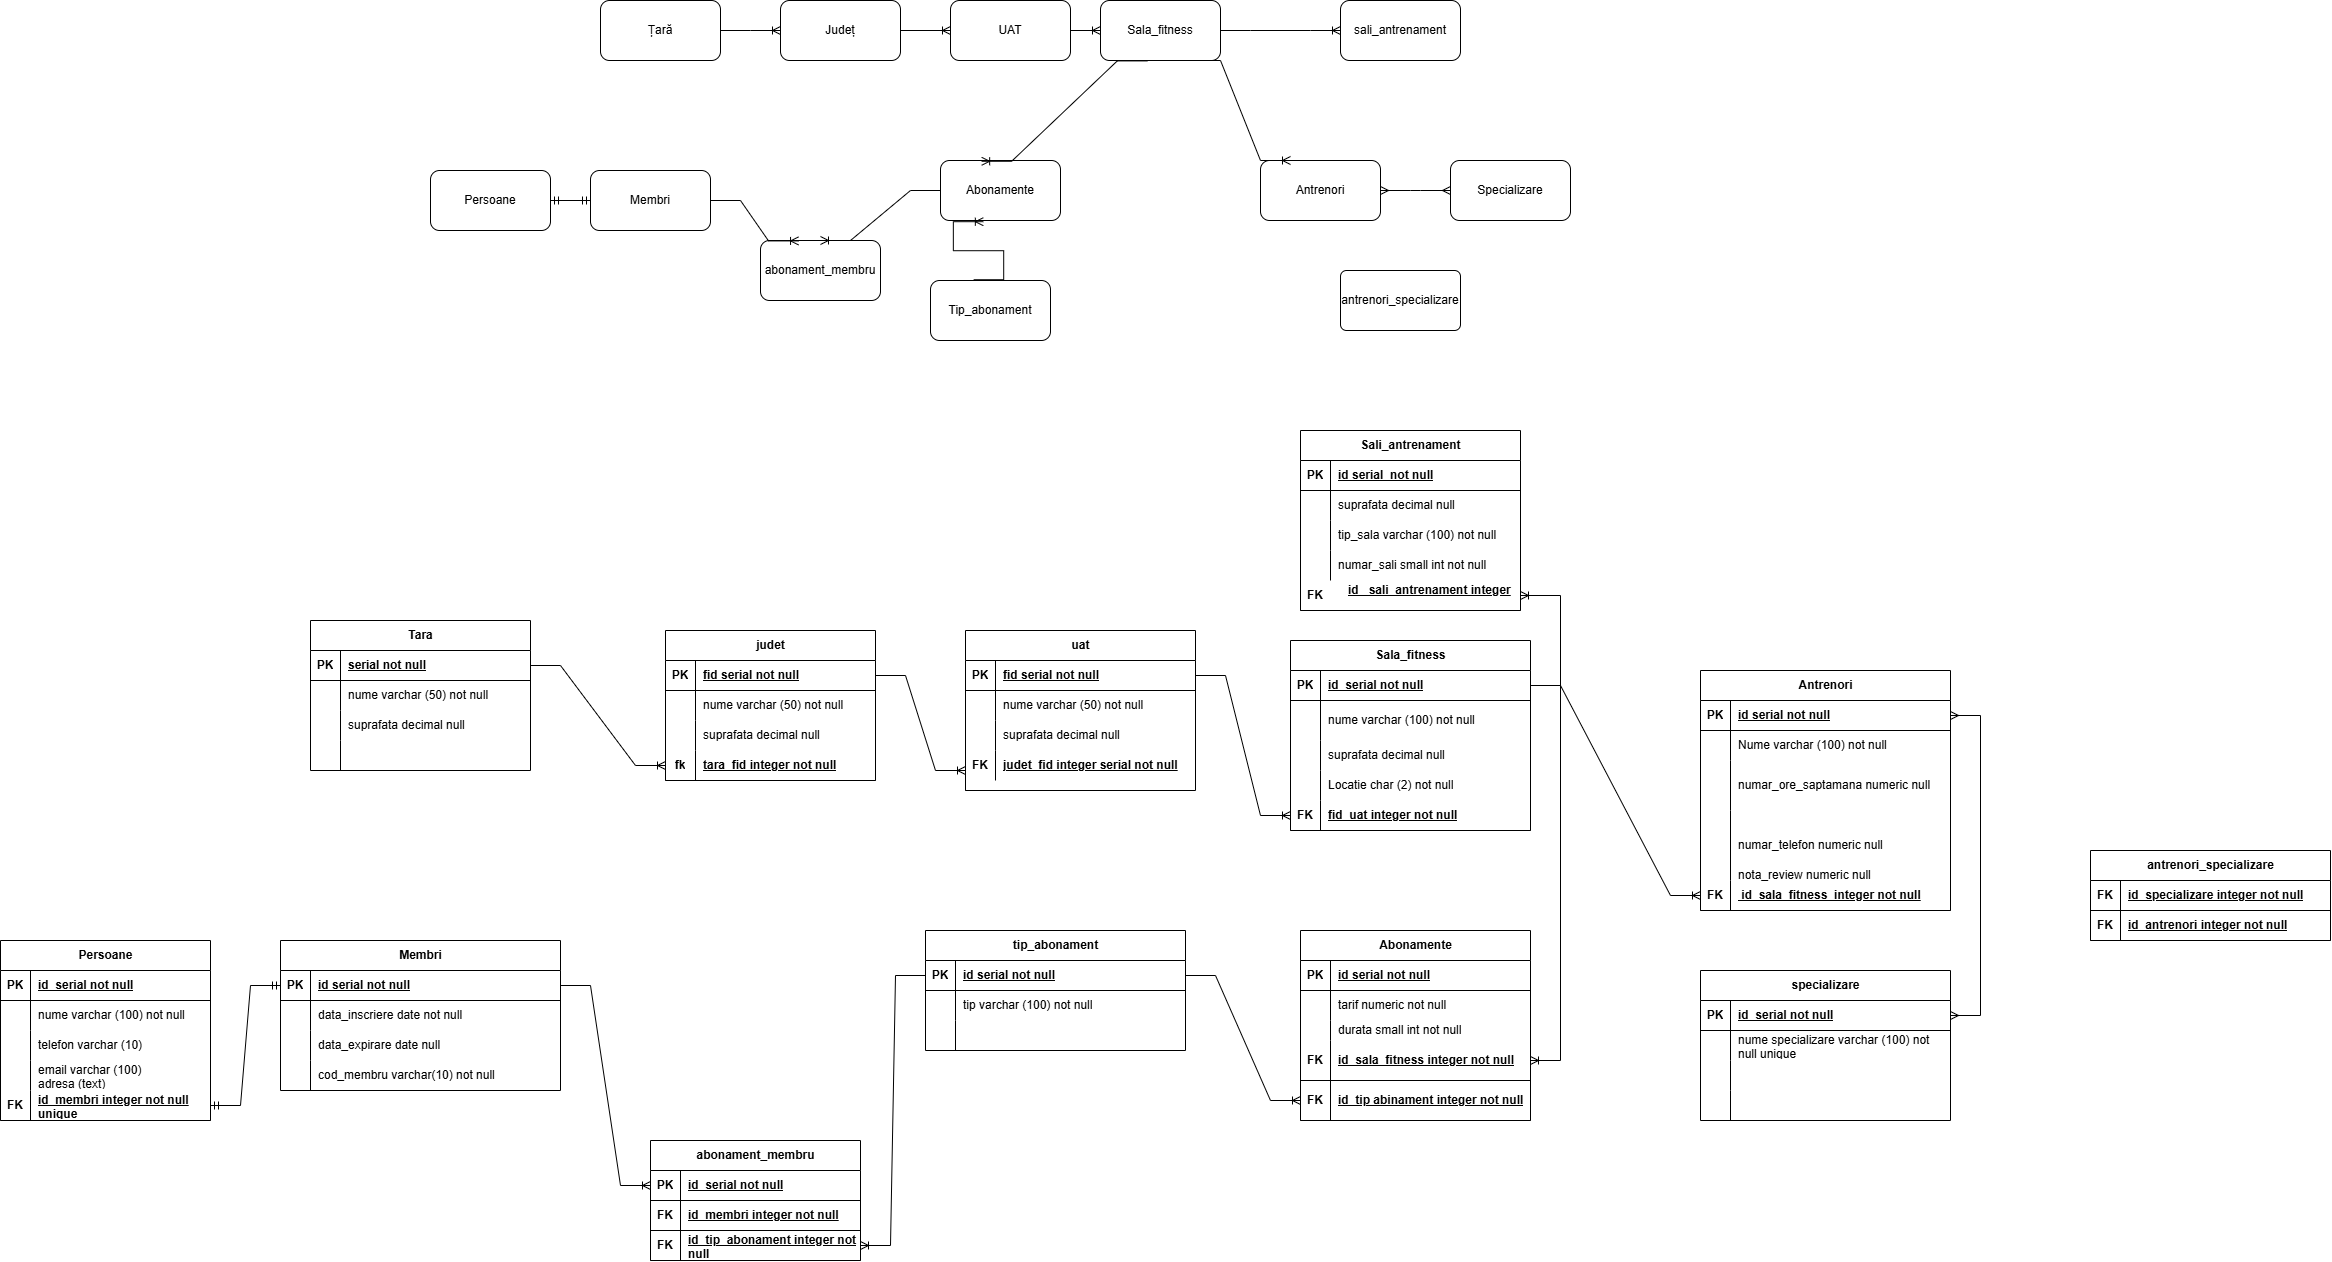 Țară
Județ
UAT
Sala_fitness
sali_antrenament
Persoane
Membri
Abonamente
Antrenori
Specializare
abonament_membru
Tip_abonament
antrenori_specializare
Sali_antrenament
PK id serial not null
suprafata decimal null
tip_sala varchar (100) not null
numar_sali small int not null
FK id_ sali_antrenament integer
Tara
PK serial not null
nume varchar (50) not null
suprafata decimal null
judet
PK fid serial not null
nume varchar (50) not null
suprafata decimal null
fk tara_fid integer not null
uat
PK fid serial not null
nume varchar (50) not null
suprafata decimal null
FK judet_fid integer serial not null
Sala_fitness
PK id_serial not null
nume varchar (100) not null
suprafata decimal null
Locatie char (2) not null
FK fid_uat integer not null
Antrenori
PK id serial not null
Nume varchar (100) not null
numar_ore_saptamana numeric null
numar_telefon numeric null
nota_review numeric null
FK id_sala_fitness_integer not null
antrenori_specializare
FK id_specializare integer not null
FK id_antrenori integer not null
Persoane
PK id_serial not null
nume varchar (100) not null
telefon varchar (10)
email varchar (100)
adresa (text)
FK id_membri integer not null
unique
Membri
PK id serial not null
data_inscriere date not null
data_expirare date null
cod_membru varchar(10) not null
tip_abonament
PK id serial not null
tip varchar (100) not null
Abonamente
PK id serial not null
tarif numeric not null
durata small int not null
FK id_sala_fitness integer not null
FK id_tip abinament integer not null
specializare
PK id_serial not null
nume specializare varchar (100) not
null unique
abonament_membru
PK id_serial not null
FK id_membri integer not null
FK id_tip_abonament integer not
null